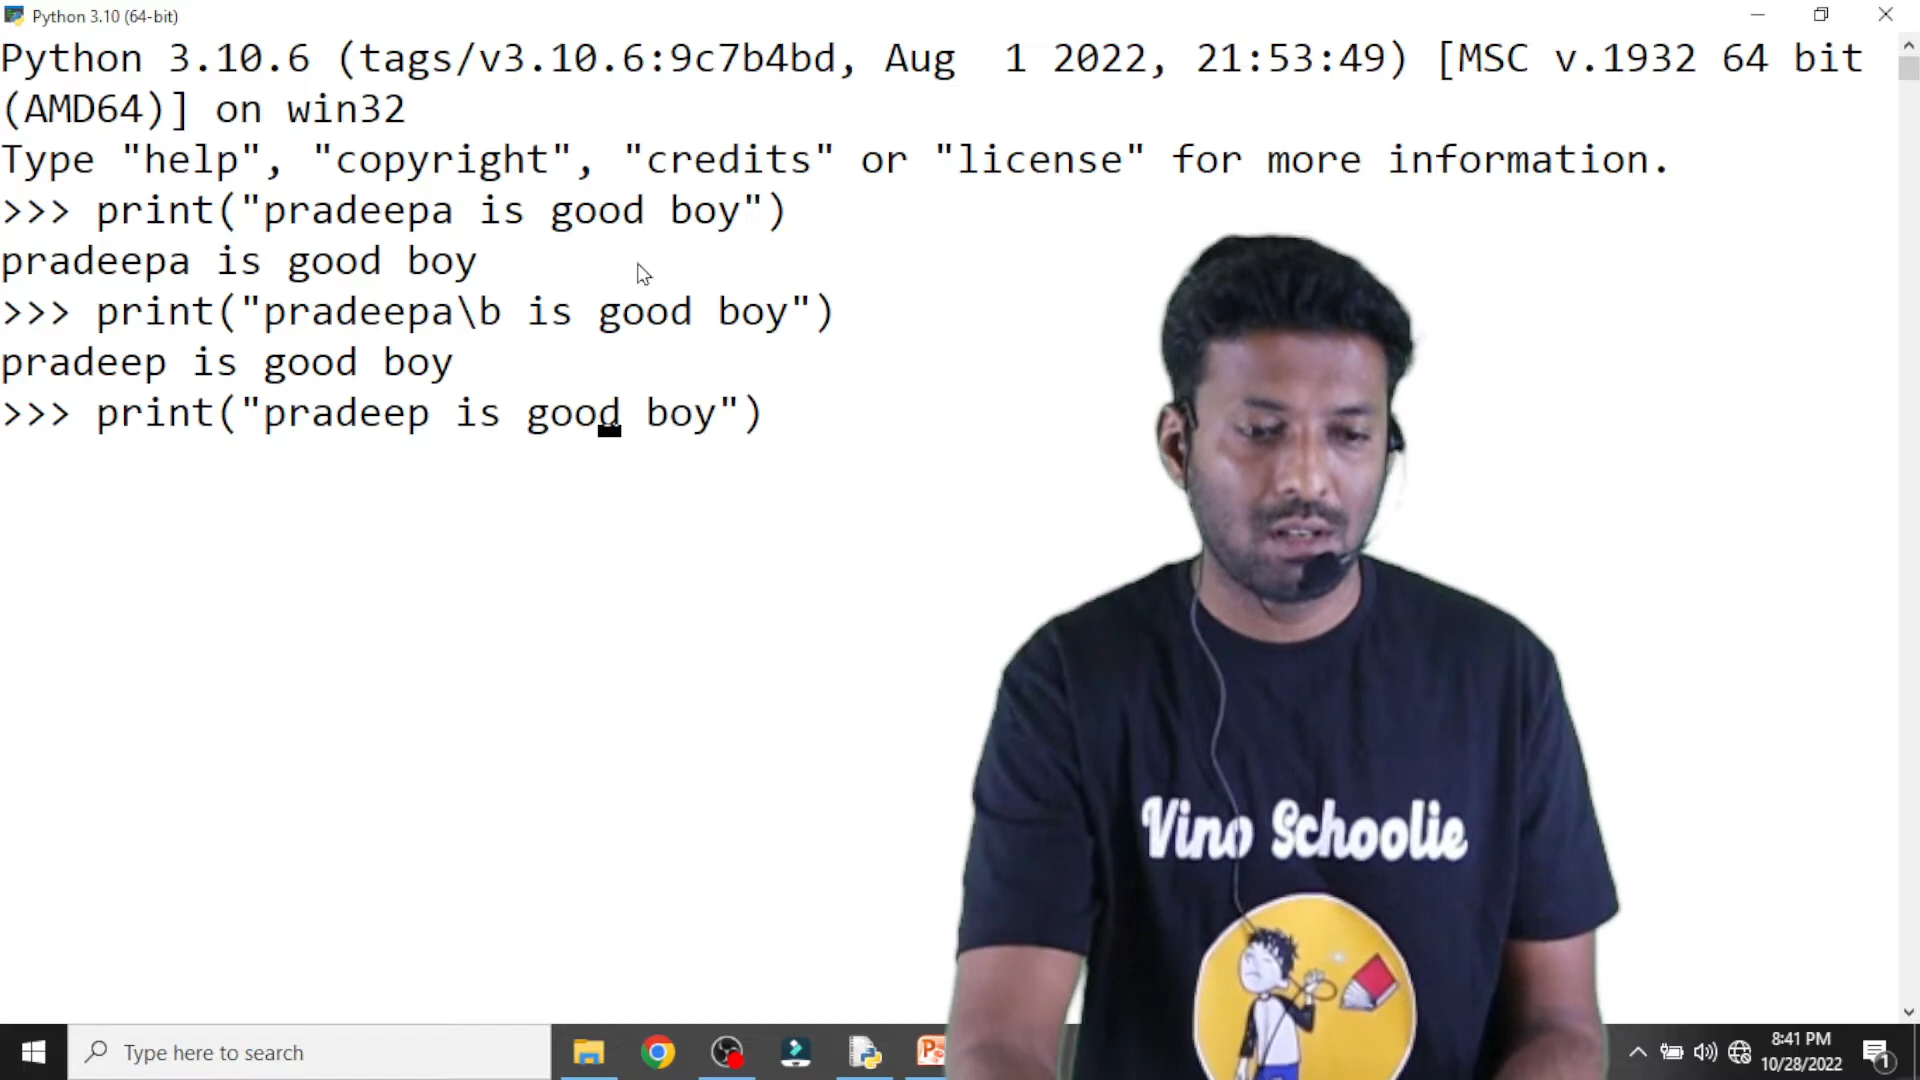 Python 3.10 (64-bit)
Python 3.10.6 (tags/v3.10.6:9c7b4bd, Aug  1 2022, 21:53:49) [MSC v.1932 64 bit
(AMD64)] on win32
Type "help", "copyright", "credits" or "license" for more information.
>>> print("pradeepa is good boy")
pradeepa is good boy
>>> print("pradeepa\b is good boy")
pradeep is good boy
>>> print("pradeep is good boy")
Vino Schoolie
Type here to search
8:41 PM
10/28/2022
1